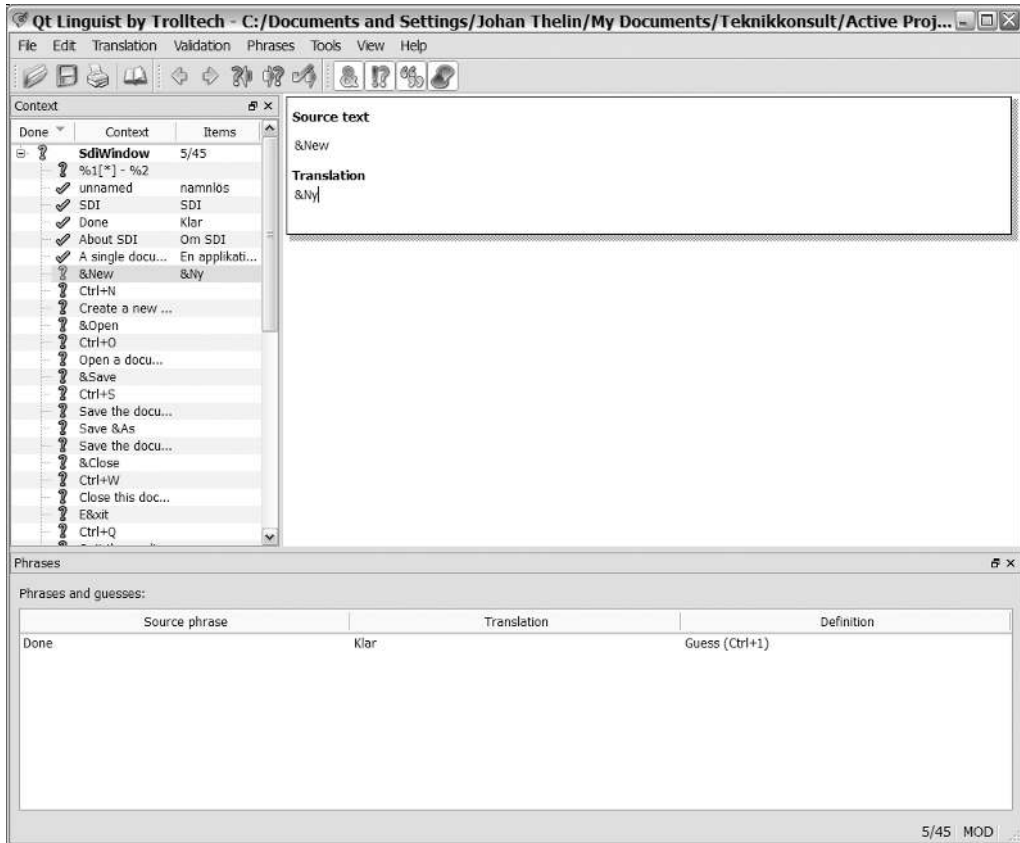 Qt Linguist by Trolltech - C:/Documents and Settings/Johan Thelin/My Documents/Teknikkonsult/Active Proj...
File Edit Translation Validation Phrases Tools View Help
Context
Done Context Items
SdiWindow 5/45
%1[*] - %2
unnamed namnlös
SDI SDI
Done Klar
About SDI Om SDI
A single docu... En applikati...
&New &Ny
Ctrl+N
Create a new ...
&Open
Ctrl+O
Open a docu...
&Save
Ctrl+S
Save the docu...
Save &As
Save the docu...
&Close
Ctrl+W
Close this doc...
E&xit
Ctrl+Q
Source text
&New
Translation
&Ny
Phrases
Phrases and guesses:
Source phrase Translation Definition
Done Klar Guess (Ctrl+1)
5/45 MOD